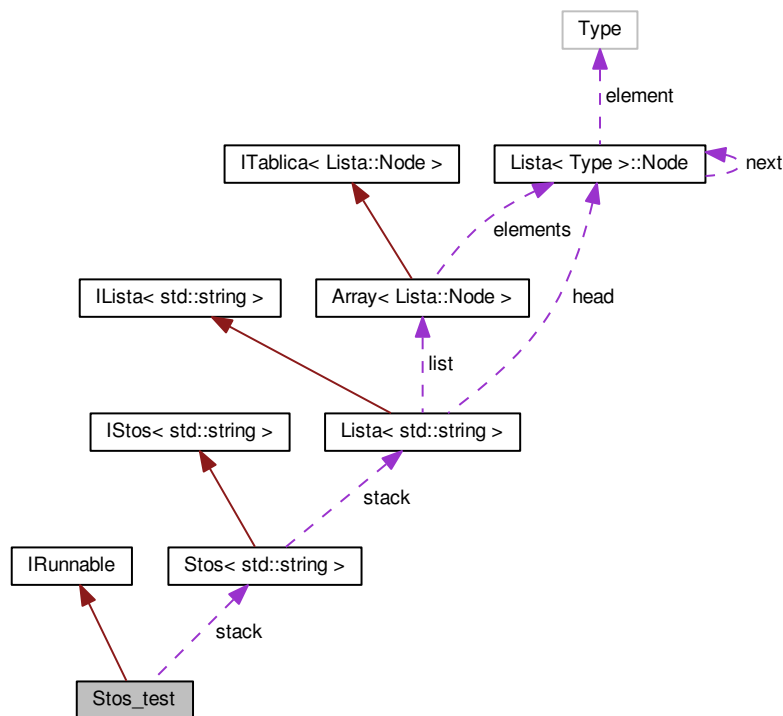 Type
element
ITablica< Lista::Node >
Lista< Type >::Node
next
elements
IList​a< std::string >
Array< Lista::Node >
head
list
IStos< std::string >
Lista< std::string >
stack
IRunnable
Stos< std::string >
stack
Stos_test